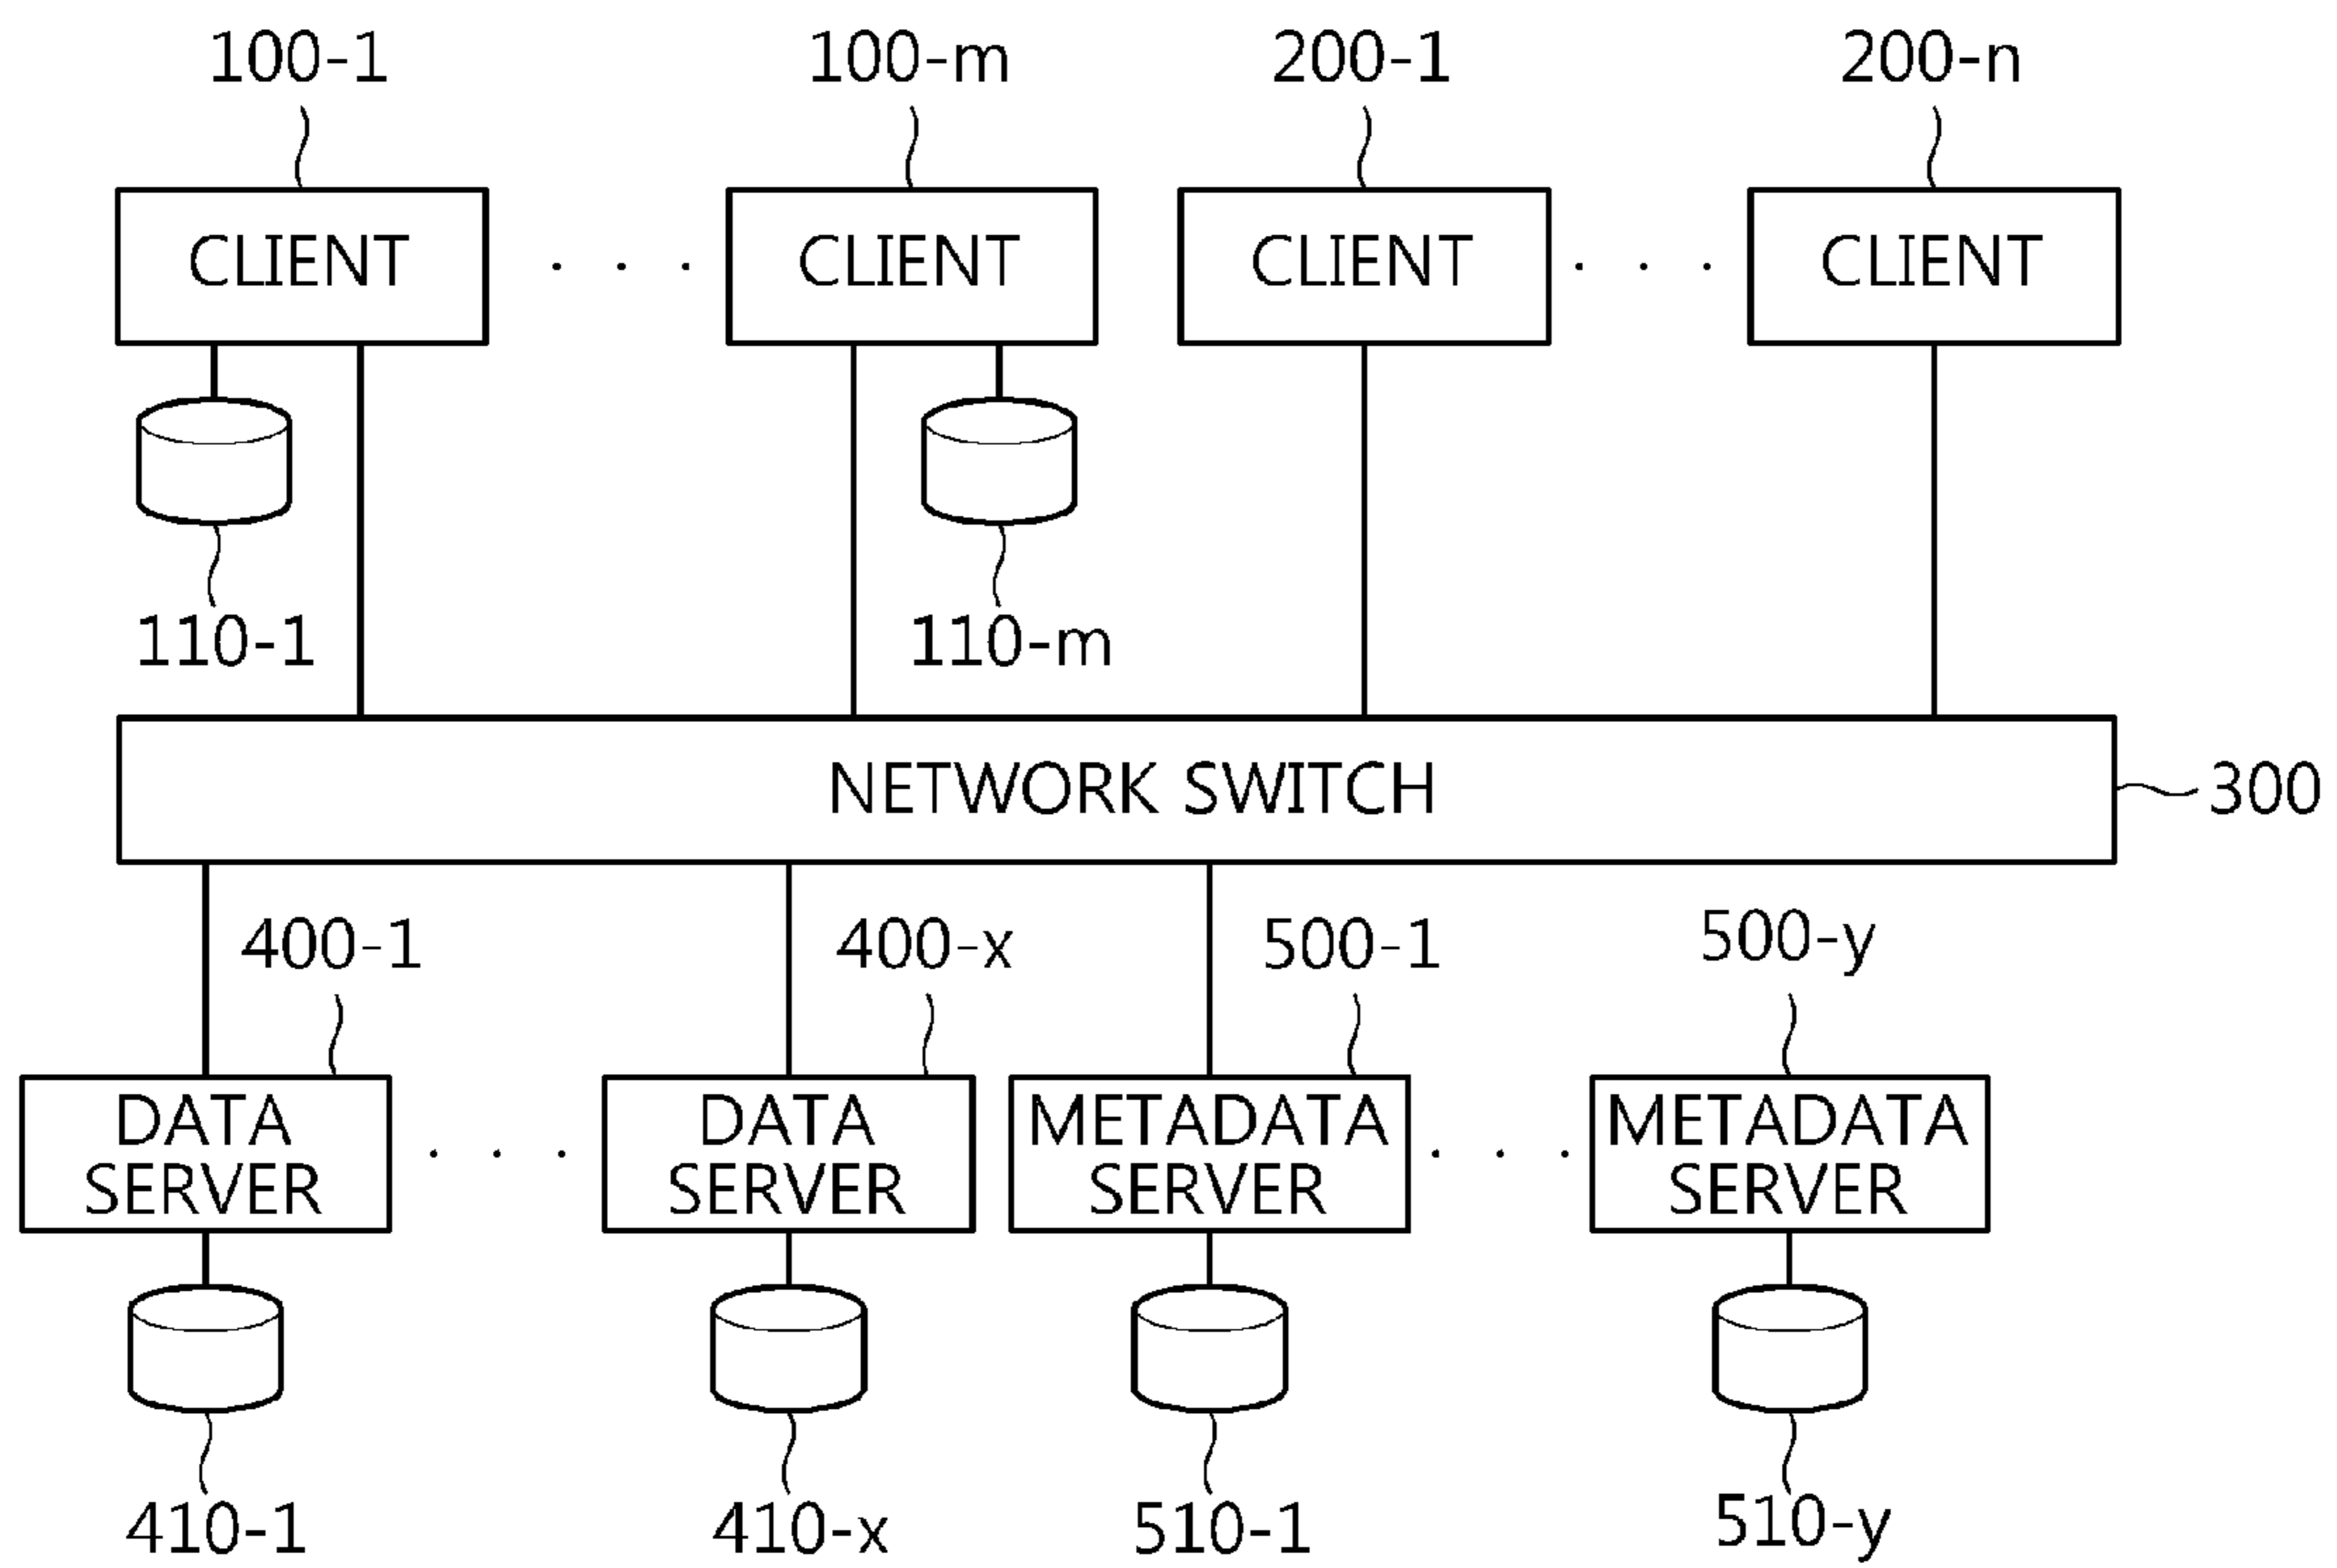 100-1
100-m
200-1
200-n
CLIENT
CLIENT
CLIENT
CLIENT
110-1
110-m
NETWORK SWITCH
300
400-1
400-x
500-1
500-y
DATA
SERVER
DATA
SERVER
METADATA
SERVER
METADATA
SERVER
410-1
410-x
510-1
510-y